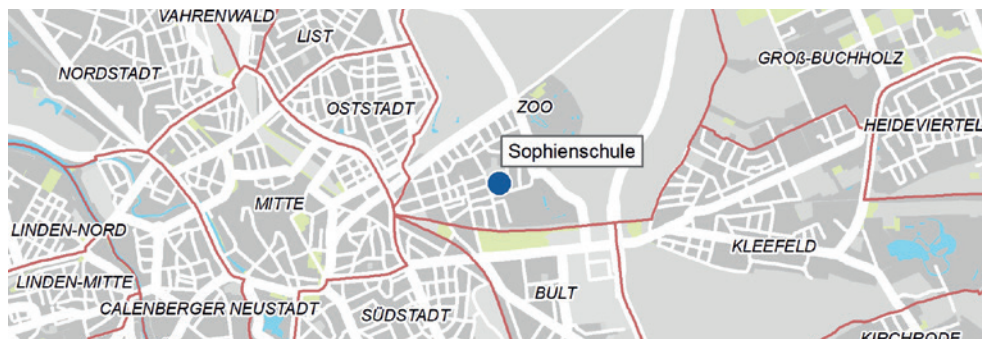 VAHRENWALD
LIST
GROß-BUCHHOLZ
NORDSTADT
OSTSTADT
ZOO
HEIDEVIERTEL
Sophienschule
MITTE
LINDEN-NORD
KLEEFELD
LINDEN-MITTE
BULT
CALENBERGER NEUSTADT
SÜDSTADT
KIRCHRODE